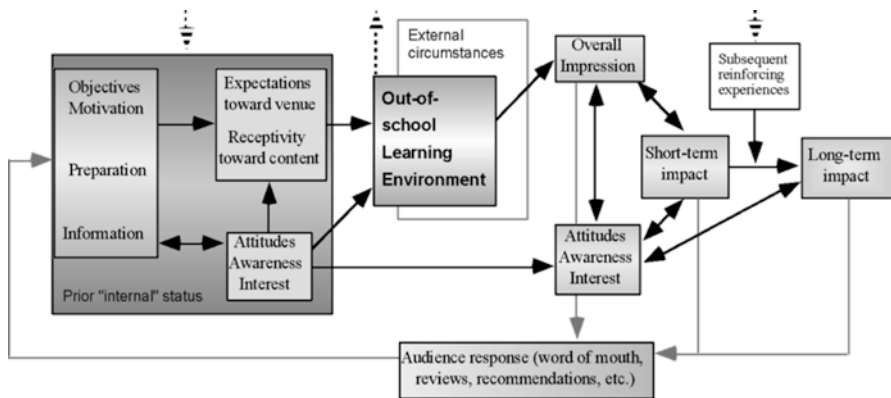 External
circumstances
Overall
Impression
Subsequent
reinforcing
experiences
Objectives
Motivation
Preparation
Information
Expectations
toward venue
Receptivity
toward content
Out-of-
school
Learning
Environment
Short-term
impact
Long-term
impact
Attitudes
Awareness
Interest
Attitudes
Awareness
Interest
Prior "internal" status
Audience response (word of mouth,
reviews, recommendations, etc.)